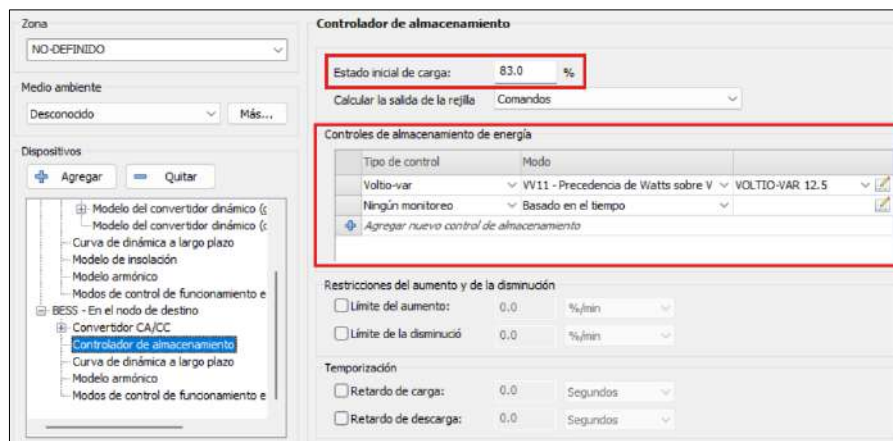 Zona
NO-DEFINIDO
Medio ambiente
Desconocido
Más...
Dispositivos
Agregar
Quitar
Modelo del convertidor dinámico (c
Modelo del convertidor dinámico (c
Curva de dinámica a largo plazo
Modelo de insolación
Modelo armónico
Modos de control de funcionamiento e
BESS - En el nodo de destino
Convertidor CA/CC
Controlador de almacenamiento
Curva de dinámica a largo plazo
Modelo armónico
Modos de control de funcionamiento e
Controlador de almacenamiento
Estado inicial de carga: 83.0 %
Calcular la salida de la rejilla Comandos
Controles de almacenamiento de energía
Tipo de control Modo
Voltio-var VV11 - Precedencia de Watts sobre V VOLTIO-VAR 12.5
Ningún monitoreo Basado en el tiempo
Agregar nuevo control de almacenamiento
Restricciones del aumento y de la disminución
Límite del aumento: 0.0 %/min
Límite de la disminució 0.0 %/min
Temporización
Retardo de carga: 0.0 Segundos
Retardo de descarga: 0.0 Segundos